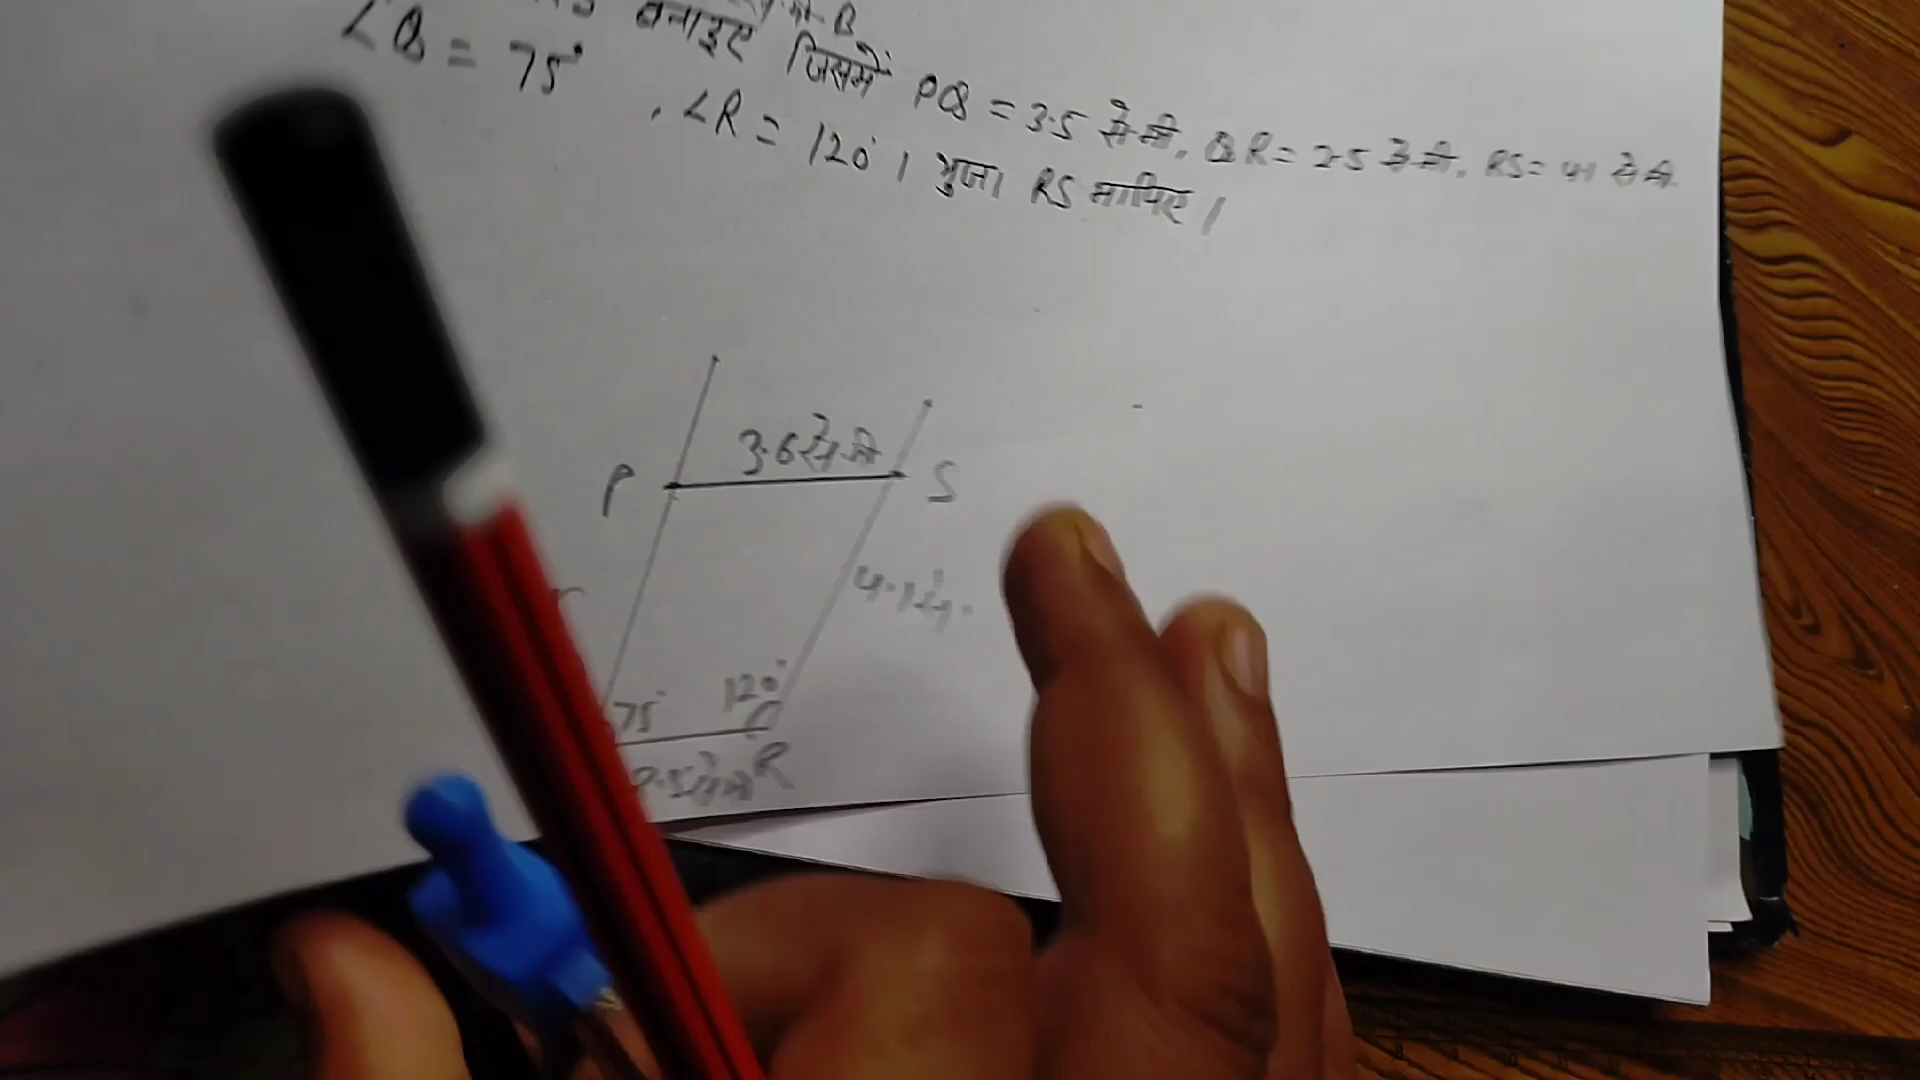 बनाइए जिसमें PQ = 3.5 से.मी., QR = 2.5 से.मी., RS = 4.1 से.मी.
∠Q = 75° , ∠R = 120° । भुजा RS मापिए।
3.6 से.मी
P S
4.1 से.
75° 120°
R